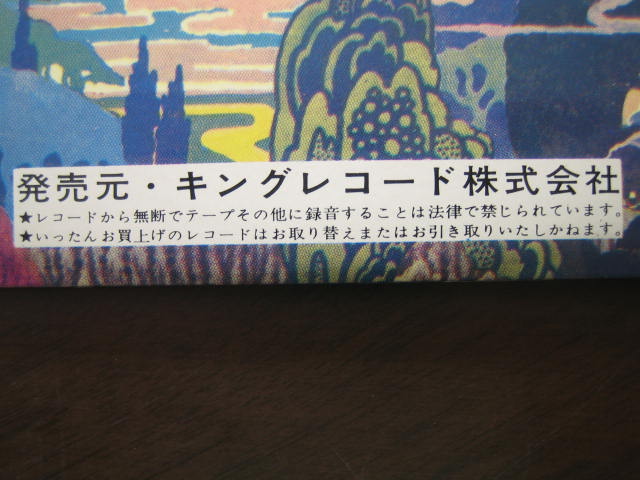 発売元・キングレコード株式会社
★レコードから無断でテープその他に録音することは法律で禁じられています。
★いったんお買上げのレコードはお取り替えまたはお引き取りいたしかねます。